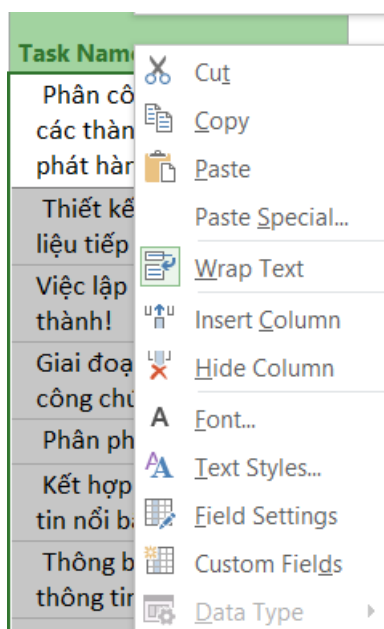 Task Nam
Phân cô
các thàn
phát hàn
Thiết kế
liệu tiếp
Việc lập
thành!
Giai đoạ
công chú
Phân ph
Kết hợp
tin nổi bậ
Thông b
thông tin
Cut
Copy
Paste
Paste Special...
Wrap Text
Insert Column
Hide Column
Font...
Text Styles...
Field Settings
Custom Fields
Data Type